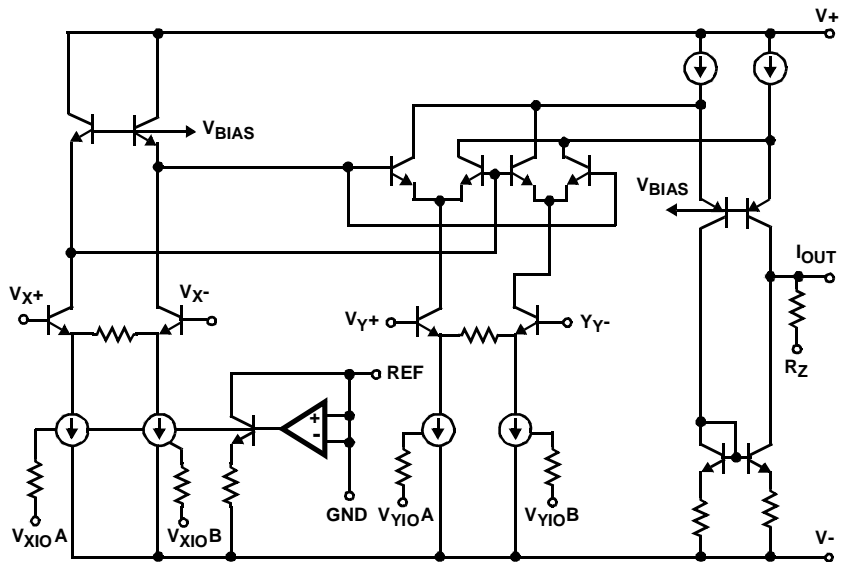 V+
VBIAS
VBIAS
IOUT
VX+
VX-
VY+
YY-
RZ
REF
+
-
GND
VXIOA
VXIOB
VYIOA
VYIOB
V-